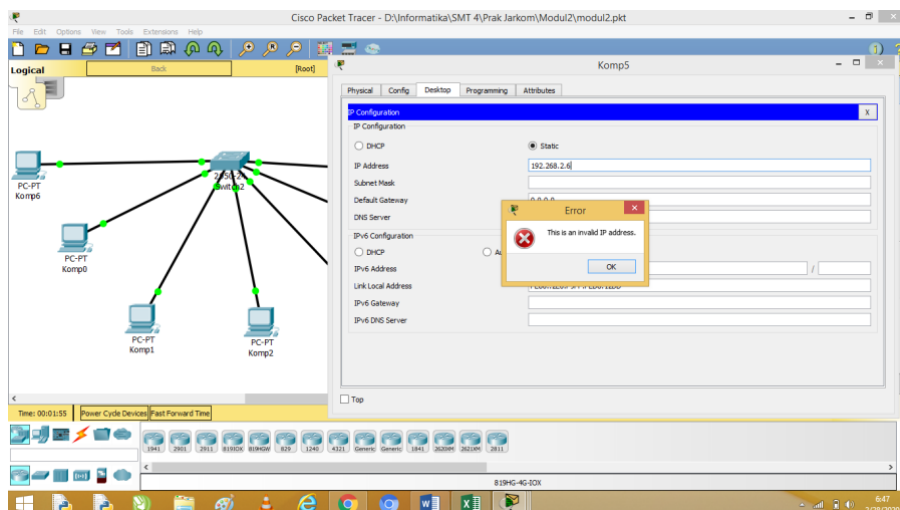 Cisco Packet Tracer - D:\Informatika\SMT 4\Prak Jarkom\Modul2\modul2.pkt
File Edit Options View Tools Extensions Help
Logical Back [Root]
Komp5
Physical Config Desktop Programming Attributes
IP Configuration X
IP Configuration
DHCP Static
IP Address 192.268.2.6
Subnet Mask
Default Gateway 0.0.0.0
DNS Server
Error
This is an invalid IP address.
OK
IPv6 Configuration
DHCP
IPv6 Address /
Link Local Address
IPv6 Gateway
IPv6 DNS Server
Top
PC-PT
Komp6
Switch2
PC-PT
Komp0
PC-PT
Komp1
PC-PT
Komp2
Time: 00:01:55 Power Cycle Devices Fast Forward Time
1941 2901 2911 819IOX 819HGW 829 1240 4321 Generic Generic 1841 2620XM 2621XM 2811
819HG-4G-IOX
6:47